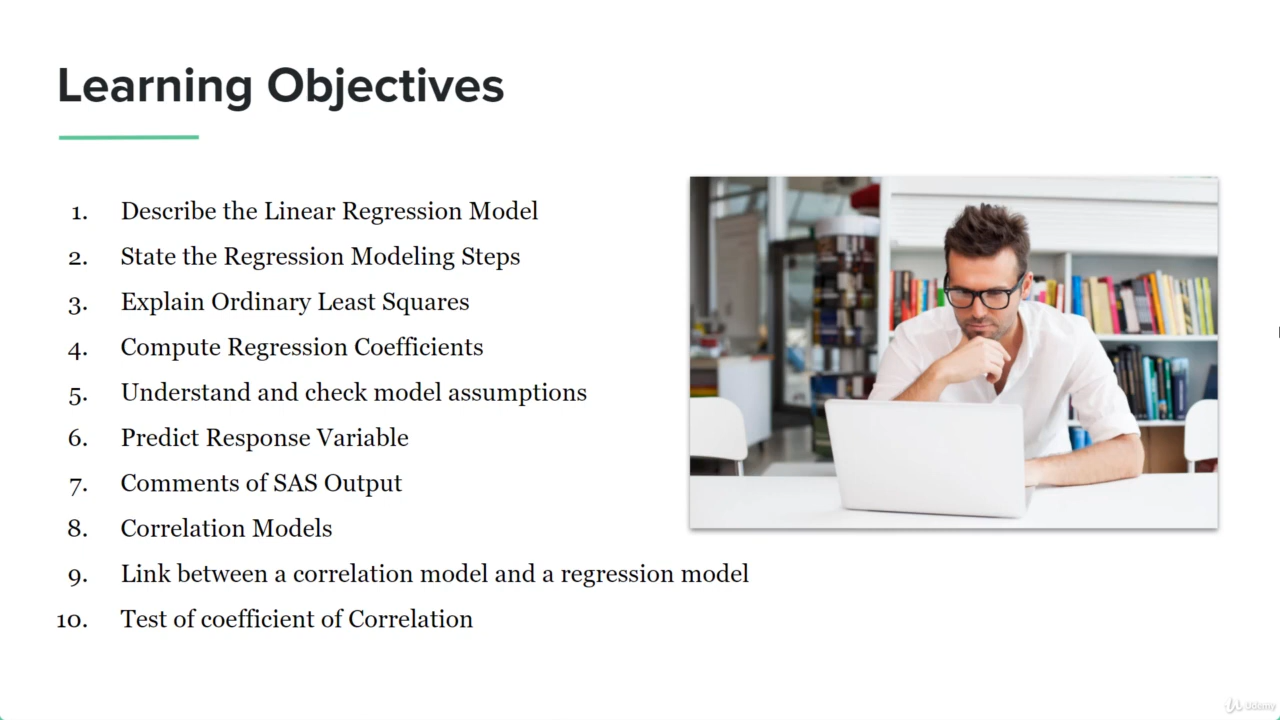 Learning Objectives
1. Describe the Linear Regression Model
2. State the Regression Modeling Steps
3. Explain Ordinary Least Squares
4. Compute Regression Coefficients
5. Understand and check model assumptions
6. Predict Response Variable
7. Comments of SAS Output
8. Correlation Models
9. Link between a correlation model and a regression model
10. Test of coefficient of Correlation
Udemy